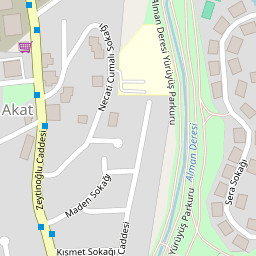 Alman Deresi Yürüyüş Parkuru
Necati Cumalı Sokağı
Akat
Zeytinoğlu Caddesi
Alman Deresi
Sera Sokağı
Maden Sokağı
Yürüyüş Parkuru
Caddesi
Kısmet Sokağı